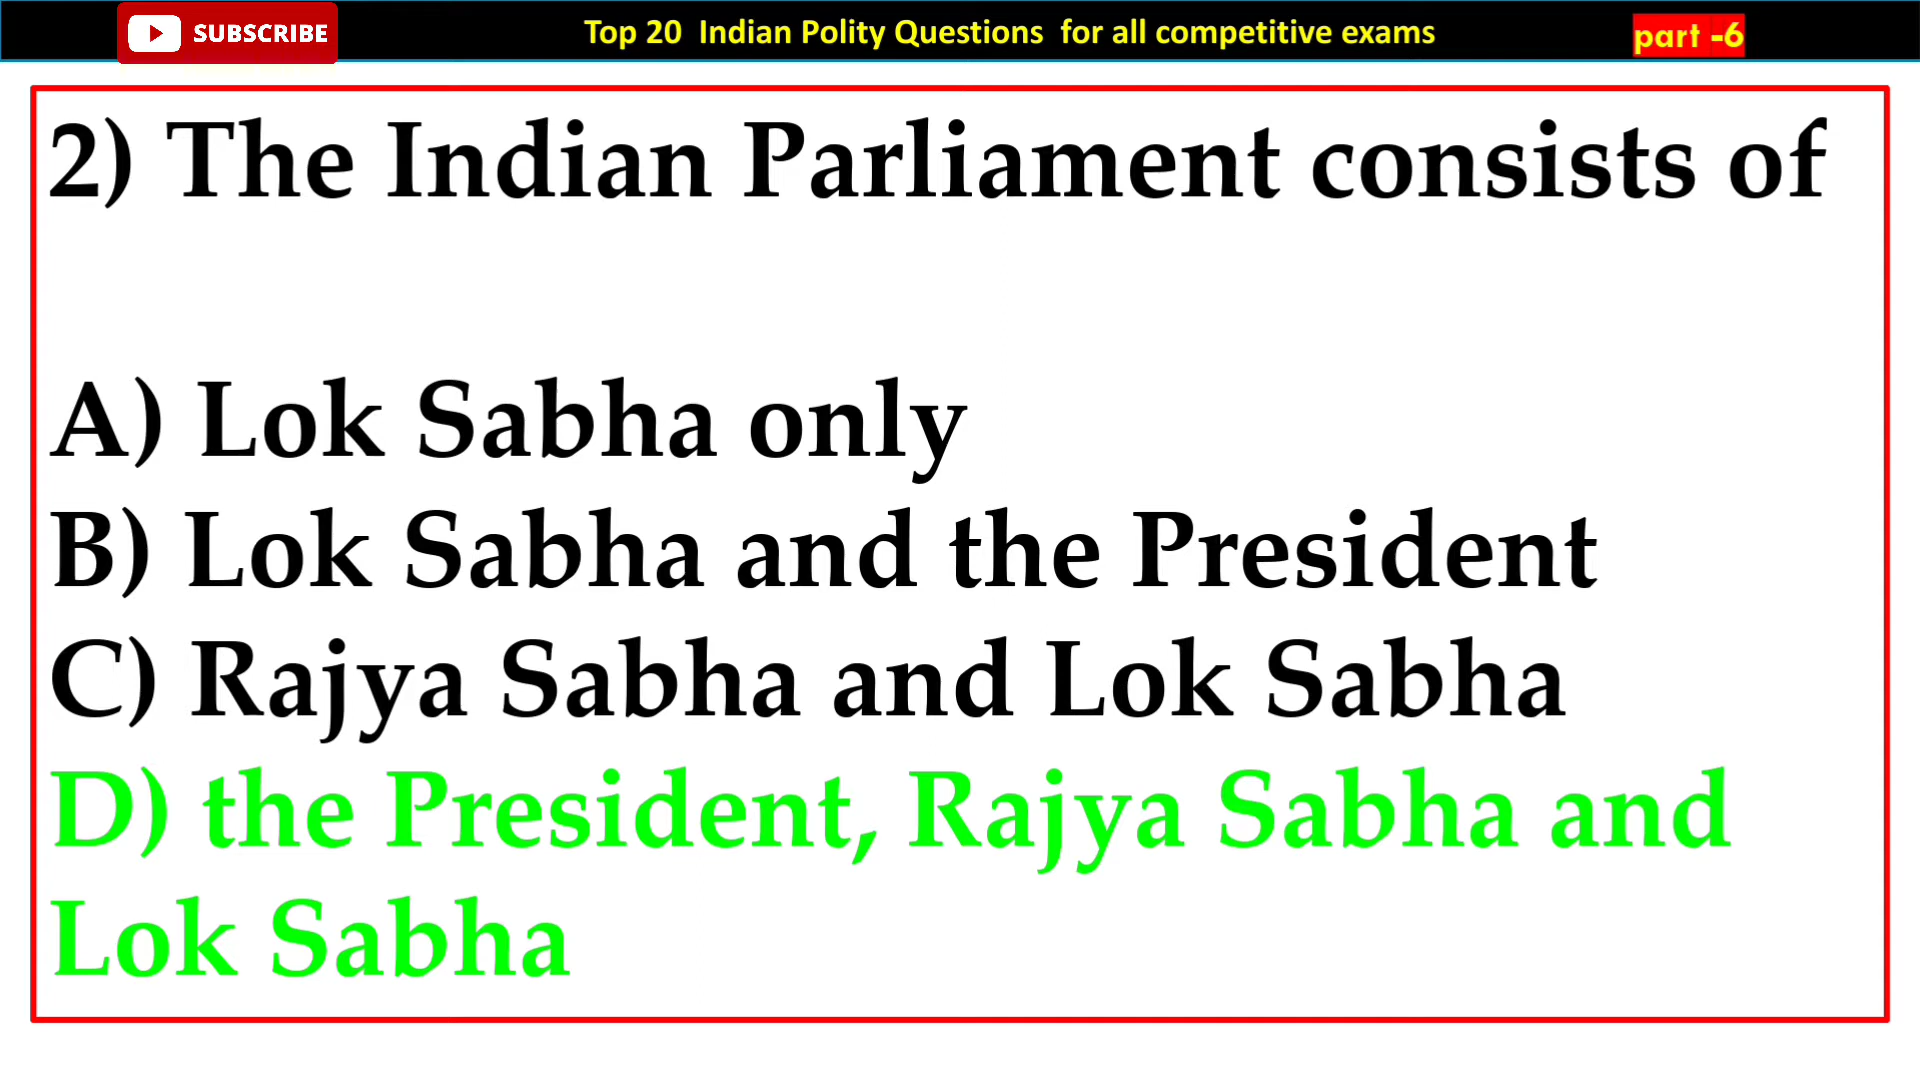 SUBSCRIBE
Top 20 Indian Polity Questions for all competitive exams
part -6
2) The Indian Parliament consists of
A) Lok Sabha only
B) Lok Sabha and the President
C) Rajya Sabha and Lok Sabha
D) the President, Rajya Sabha and
Lok Sabha